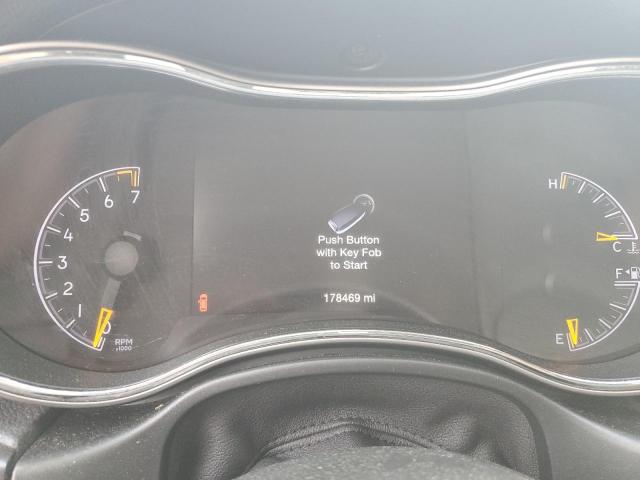 7
6
5
4
3
2
1
0
RPM
x1000
Push Button
with Key Fob
to Start
178469 mi
H
C
F
E